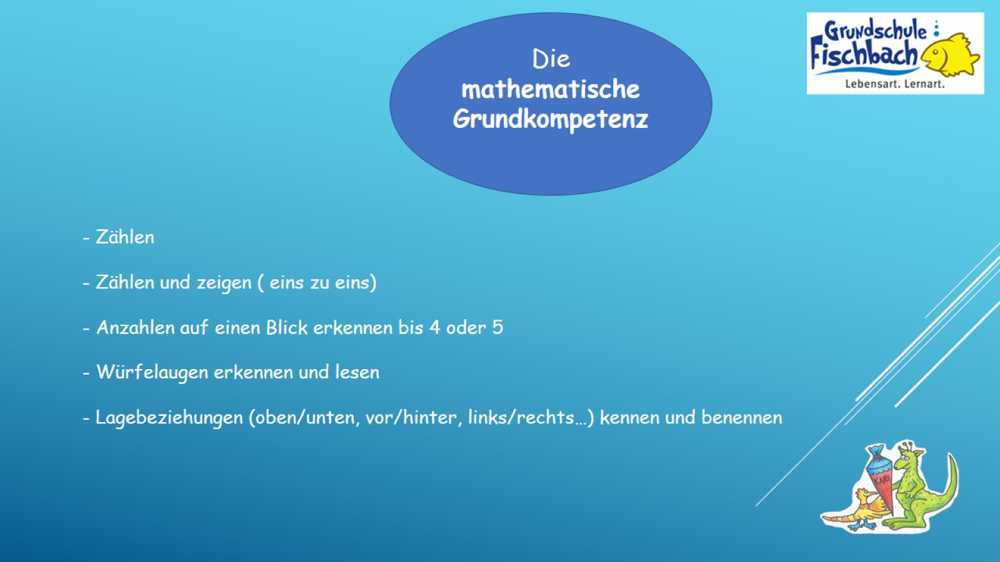 Die
mathematische
Grundkompetenz
Grundschule
Fischbach
Lebensart. Lernart.
- Zählen
- Zählen und zeigen ( eins zu eins)
- Anzahlen auf einen Blick erkennen bis 4 oder 5
- Würfelaugen erkennen und lesen
- Lagebeziehungen (oben/unten, vor/hinter, links/rechts…) kennen und benennen
KARI